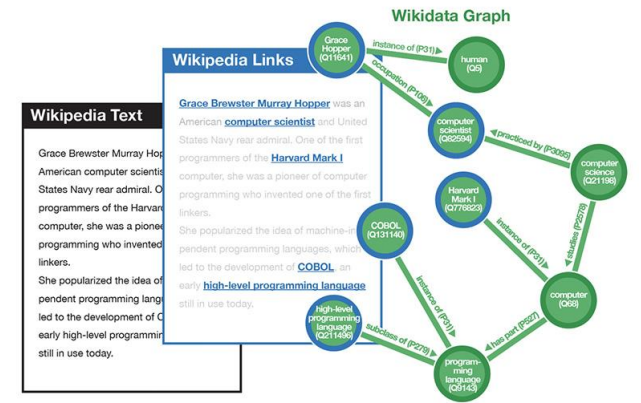 Wikidata Graph
Wikipedia Links
Grace Brewster Murray Hopper was an
American computer scientist and United
States Navy rear admiral. One of the first
programmers of the Harvard Mark I
computer, she was a pioneer of computer
programming who invented one of the first
linkers.
She popularized the idea of machine-in
pendent programming languages, which
led to the development of COBOL, an
early high-level programming language
still in use today.
Wikipedia Text
Grace Brewster Murray Hop
American computer scientis
States Navy rear admiral. O
programmers of the Harvar
computer, she was a pionee
programming who invented
linkers.
She popularized the idea of
pendent programming langu
led to the development of C
early high-level programmin
still in use today.
Grace
Hopper
(Q11641)
instance of (P31)
human
(Q5)
occupation (P106)
computer
scientist
(Q82594)
practiced by (P3095)
computer
science
(Q21198)
Harvard
Mark I
(Q778823)
studies (P2578)
instance of (P31)
COBOL
(Q131140)
computer
(Q68)
instance of (P31)
has part (P527)
high-level
programming
language
(Q211496)
subclass of (P279)
program-
ming
language
(Q9143)